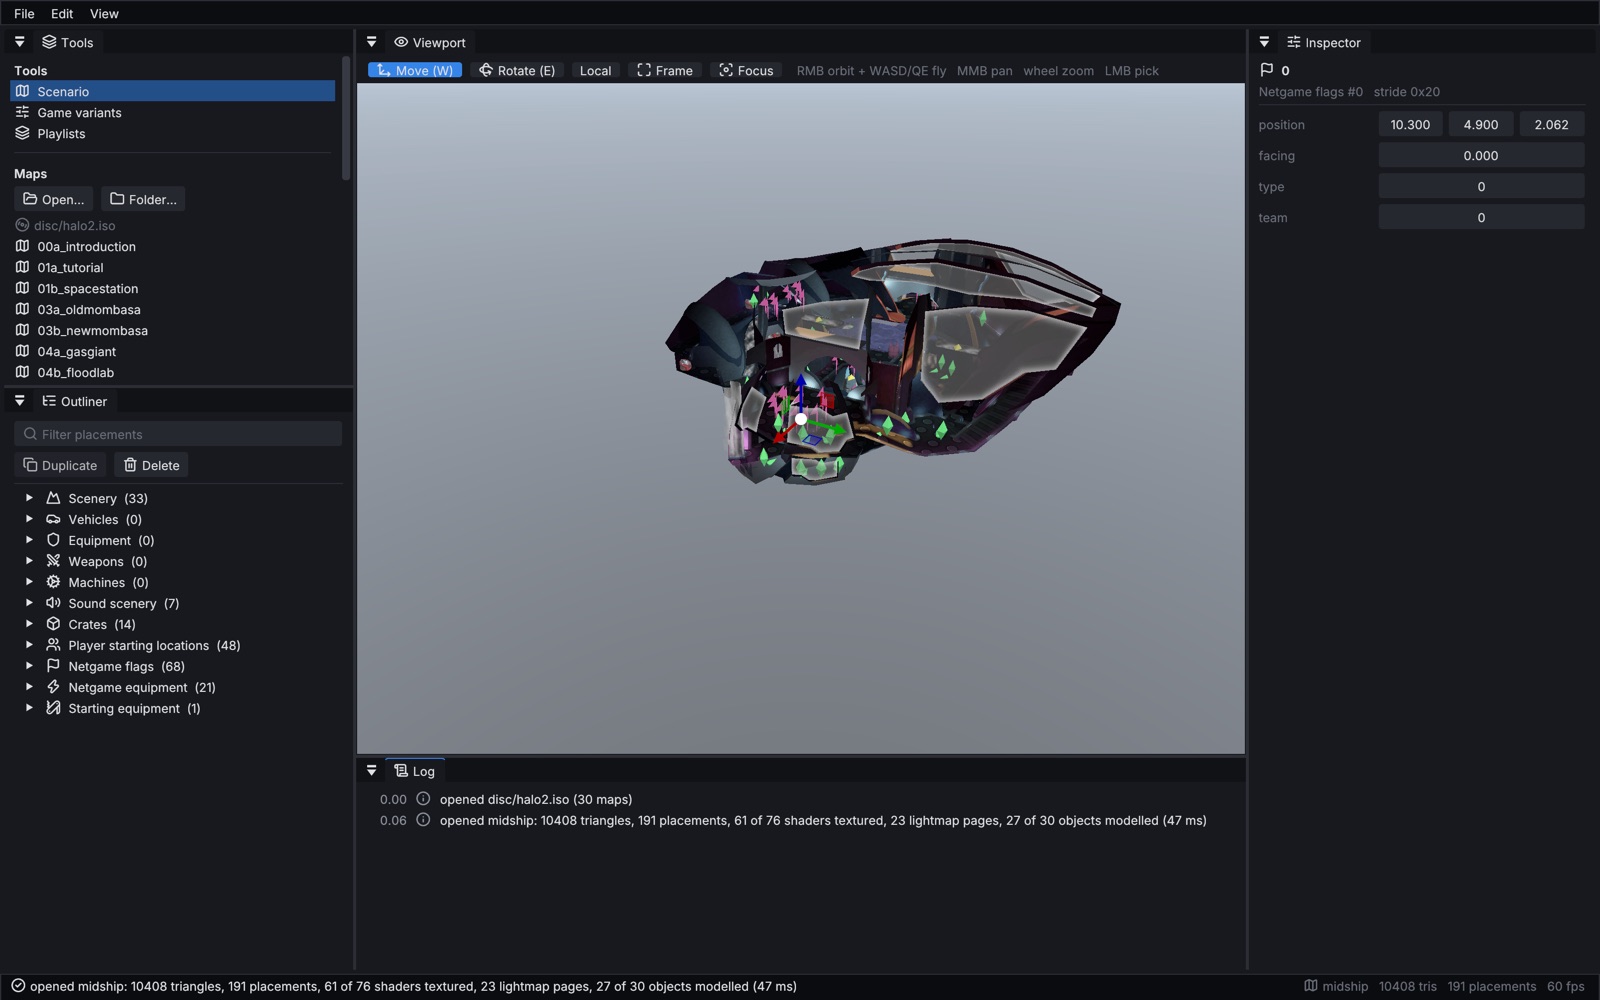 File Edit View
Tools
Tools
Scenario
Game variants
Playlists
Maps
Open... Folder...
disc/halo2.iso
00a_introduction
01a_tutorial
01b_spacestation
03a_oldmombasa
03b_newmombasa
04a_gasgiant
04b_floodlab
Outliner
Filter placements
Duplicate Delete
Scenery (33)
Vehicles (0)
Equipment (0)
Weapons (0)
Machines (0)
Sound scenery (7)
Crates (14)
Player starting locations (48)
Netgame flags (68)
Netgame equipment (21)
Starting equipment (1)
Viewport
Move (W) Rotate (E) Local Frame Focus RMB orbit + WASD/QE fly MMB pan wheel zoom LMB pick
Log
0.00 opened disc/halo2.iso (30 maps)
0.06 opened midship: 10408 triangles, 191 placements, 61 of 76 shaders textured, 23 lightmap pages, 27 of 30 objects modelled (47 ms)
Inspector
0
Netgame flags #0 stride 0x20
position 10.300 4.900 2.062
facing 0.000
type 0
team 0
opened midship: 10408 triangles, 191 placements, 61 of 76 shaders textured, 23 lightmap pages, 27 of 30 objects modelled (47 ms)
midship 10408 tris 191 placements 60 fps